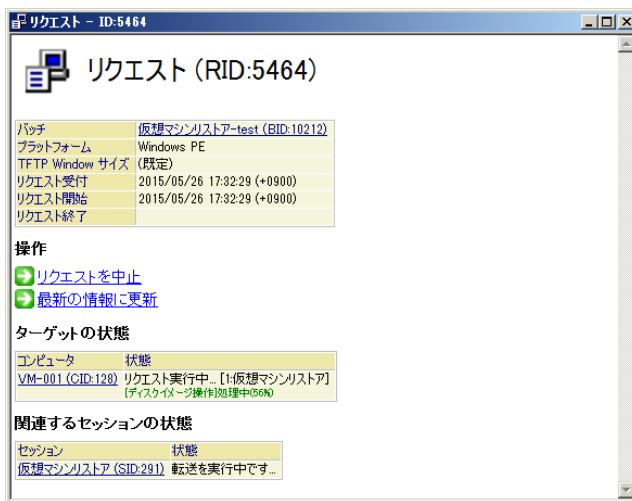 リクエスト - ID:5464
リクエスト (RID:5464)
バッチ 仮想マシンリストア-test (BID:10212)
プラットフォーム Windows PE
TFTP Window サイズ (既定)
リクエスト受付 2015/05/26 17:32:29 (+0900)
リクエスト開始 2015/05/26 17:32:29 (+0900)
リクエスト終了
操作
リクエストを中止
最新の情報に更新
ターゲットの状態
コンピュータ 状態
VM-001 (CID:128) リクエスト実行中... [1:仮想マシンリストア]
[ディスクイメージ操作]処理中(56%)
関連するセッションの状態
セッション 状態
仮想マシンリストア (SID:291) 転送を実行中です...